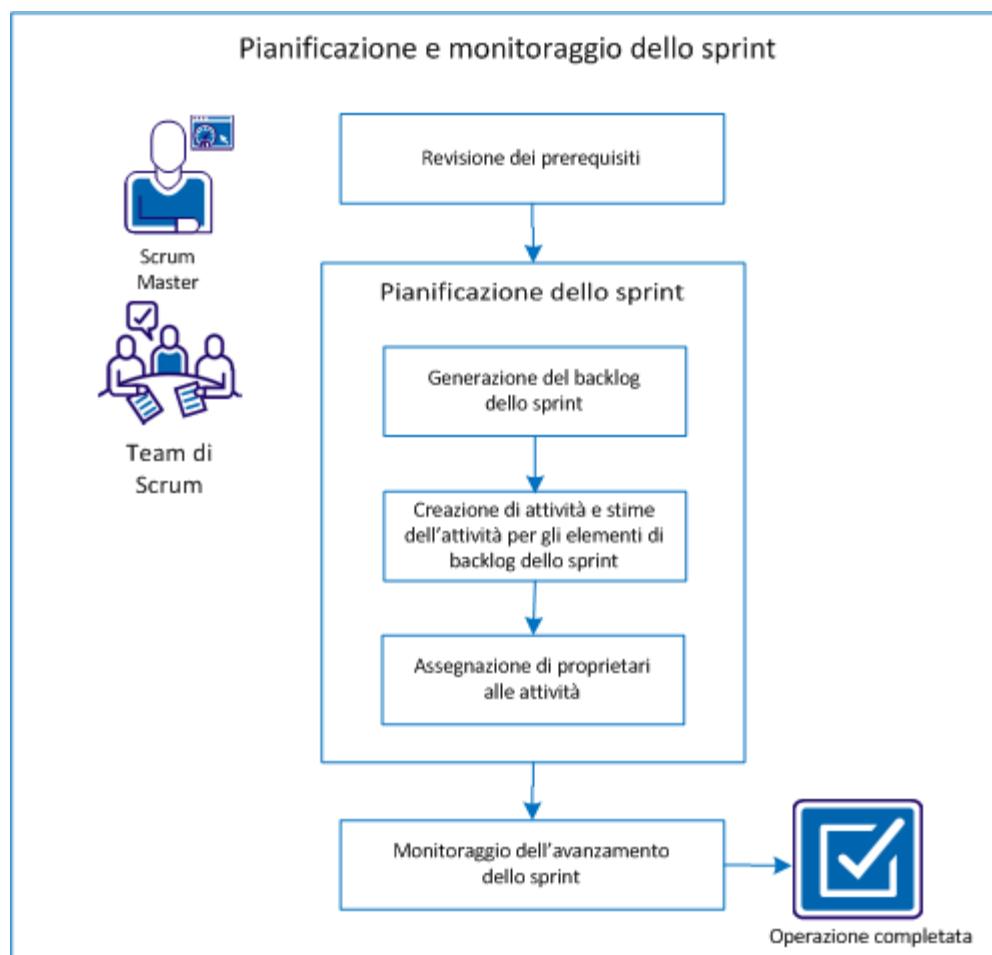 Pianificazione e monitoraggio dello sprint
Scrum
Master
Team di
Scrum
Revisione dei prerequisiti
Pianificazione dello sprint
Generazione del backlog
dello sprint
Creazione di attività e stime
dell'attività per gli elementi di
backlog dello sprint
Assegnazione di proprietari
alle attività
Monitoraggio dell'avanzamento
dello sprint
Operazione completata